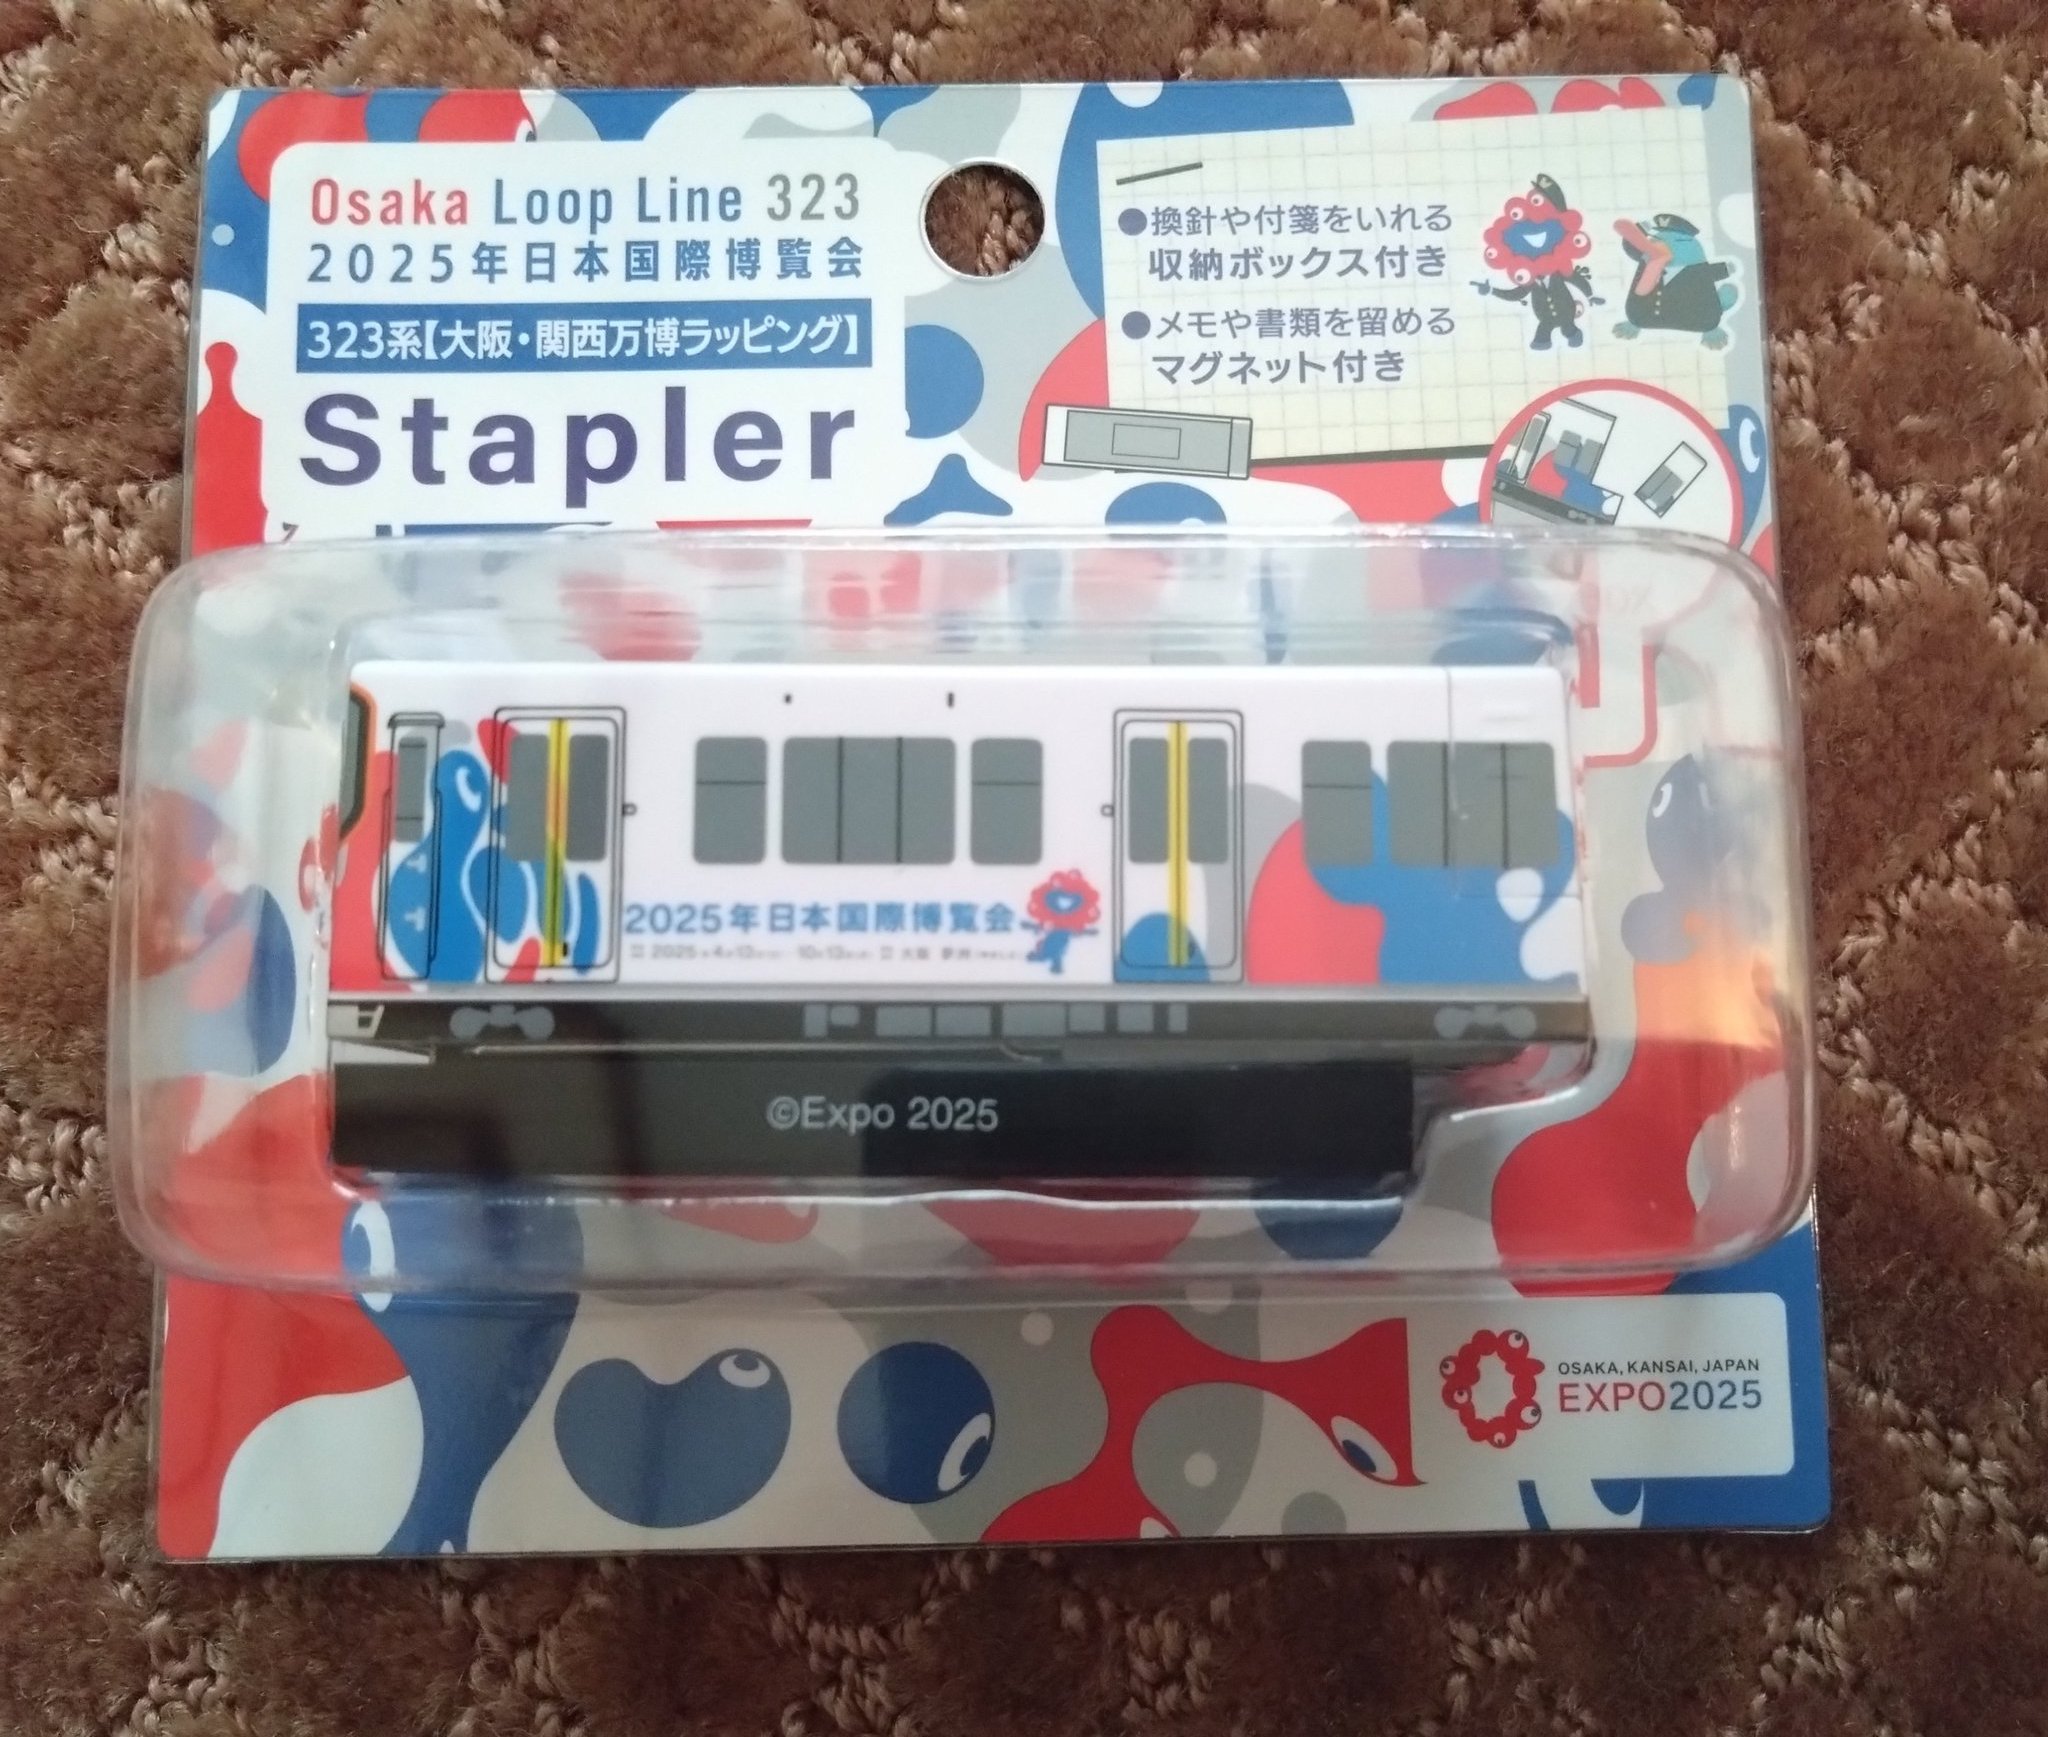 Osaka Loop Line 323
2025年日本国際博覧会
323系【大阪・関西万博ラッピング】
Stapler
●換針や付箋をいれる
収納ボックス付き
●メモや書類を留める
マグネット付き
2025年日本国際博覧会
©Expo 2025
OSAKA, KANSAI, JAPAN
EXPO2025